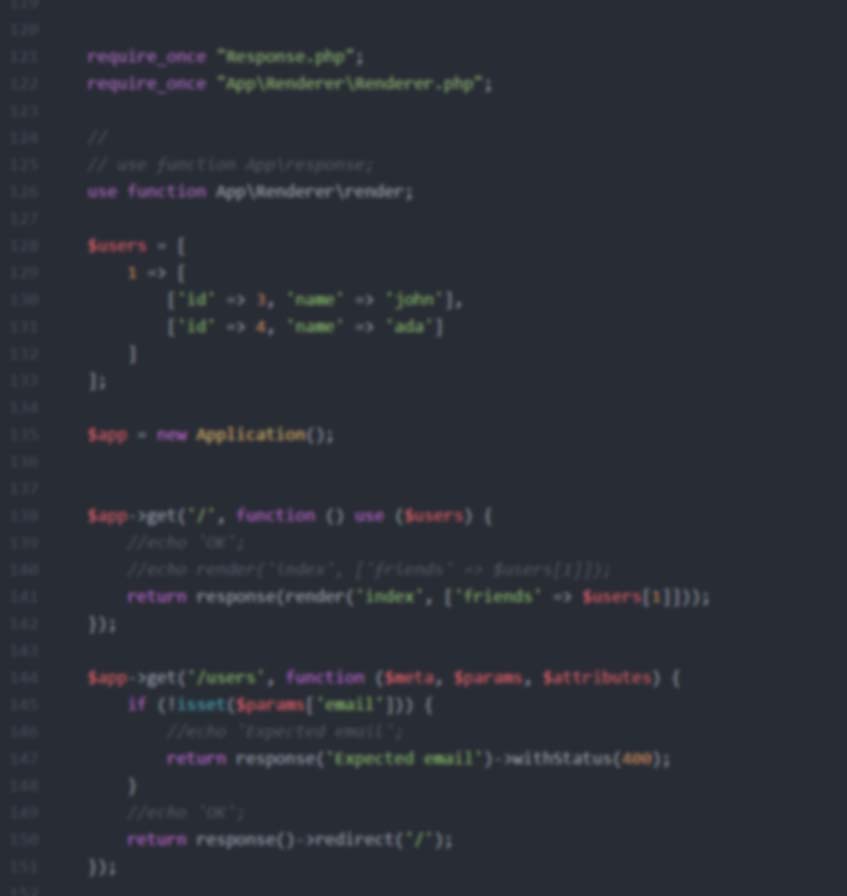 119
120
121 require_once "Response.php";
122 require_once "App\Renderer\Renderer.php";
123
124 //
125 // use function App\response;
126 use function App\Renderer\render;
127
128 $users = [
129 1 => [
130 ['id' => 3, 'name' => 'john'],
131 ['id' => 4, 'name' => 'ada']
132 ]
133 ];
134
135 $app = new Application();
136
137
138 $app->get('/', function () use ($users) {
139 //echo 'OK';
140 //echo render('index', ['friends' => $users[1]]);
141 return response(render('index', ['friends' => $users[1]]));
142 });
143
144 $app->get('/users', function ($meta, $params, $attributes) {
145 if (!isset($params['email'])) {
146 //echo 'Expected email';
147 return response('Expected email')->withStatus(400);
148 }
149 //echo 'OK';
150 return response()->redirect('/');
151 });
152